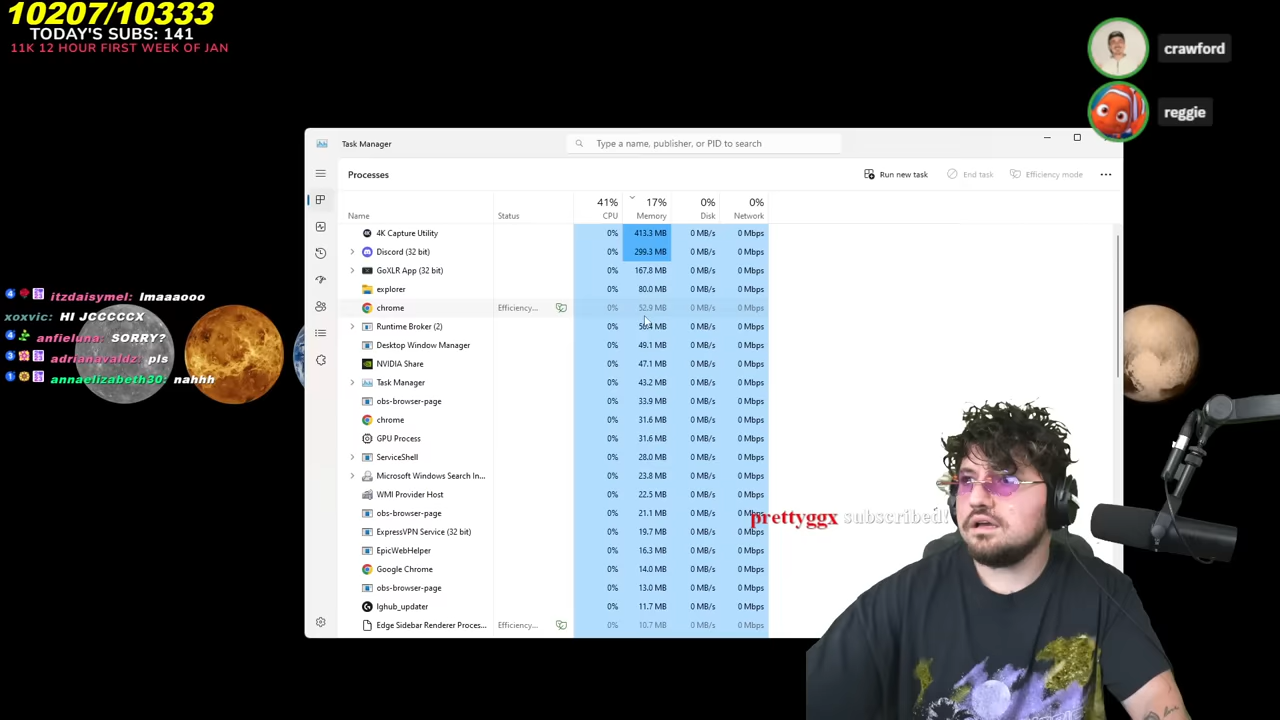 10207/10333
TODAY'S SUBS: 141
11K 12 HOUR FIRST WEEK OF JAN
crawford
reggie
Task Manager
Type a name, publisher, or PID to search
Processes
Run new task
End task
Efficiency mode
41% 17% 0% 0%
Name Status CPU Memory Disk Network
4K Capture Utility 0% 413.3 MB 0 MB/s 0 Mbps
Discord (32 bit) 0% 299.3 MB 0 MB/s 0 Mbps
GoXLR App (32 bit) 0% 167.8 MB 0 MB/s 0 Mbps
explorer 0% 80.0 MB 0 MB/s 0 Mbps
chrome Efficiency... 0% 52.9 MB 0 MB/s 0 Mbps
Runtime Broker (2) 0% MB 0 MB/s 0 Mbps
Desktop Window Manager 0% 49.1 MB 0 MB/s 0 Mbps
NVIDIA Share 0% 47.1 MB 0 MB/s 0 Mbps
Task Manager 0% 43.2 MB 0 MB/s 0 Mbps
obs-browser-page 0% 33.9 MB 0 MB/s 0 Mbps
chrome 0% 31.6 MB 0 MB/s 0 Mbps
GPU Process 0% 31.6 MB 0 MB/s 0 Mbps
ServiceShell 0% 28.0 MB 0 MB/s 0 Mbps
Microsoft Windows Search In... 0% 23.8 MB 0 MB/s 0 Mbps
WMI Provider Host 0% 22.5 MB 0 MB/s 0 Mbps
obs-browser-page 0% 21.1 MB 0 MB/s 0 Mbps
ExpressVPN Service (32 bit) 0% 19.7 MB 0 MB/s 0 Mbps
EpicWebHelper 0% 16.3 MB 0 MB/s 0 Mbps
Google Chrome 0% 14.0 MB 0 MB/s 0 Mbps
obs-browser-page 0% 13.0 MB 0 MB/s 0 Mbps
lghub_updater 0% 11.7 MB 0 MB/s 0 Mbps
Edge Sidebar Renderer Proces... Efficiency... 0% 10.7 MB 0 MB/s 0 Mbps
itzdaisymel: lmaaaooo
xoxvic: HI JCCCCCX
anfieluna: SORRY?
adrianavaldz: pls
annaelizabeth30: nahhh
prettyggx subscribed!